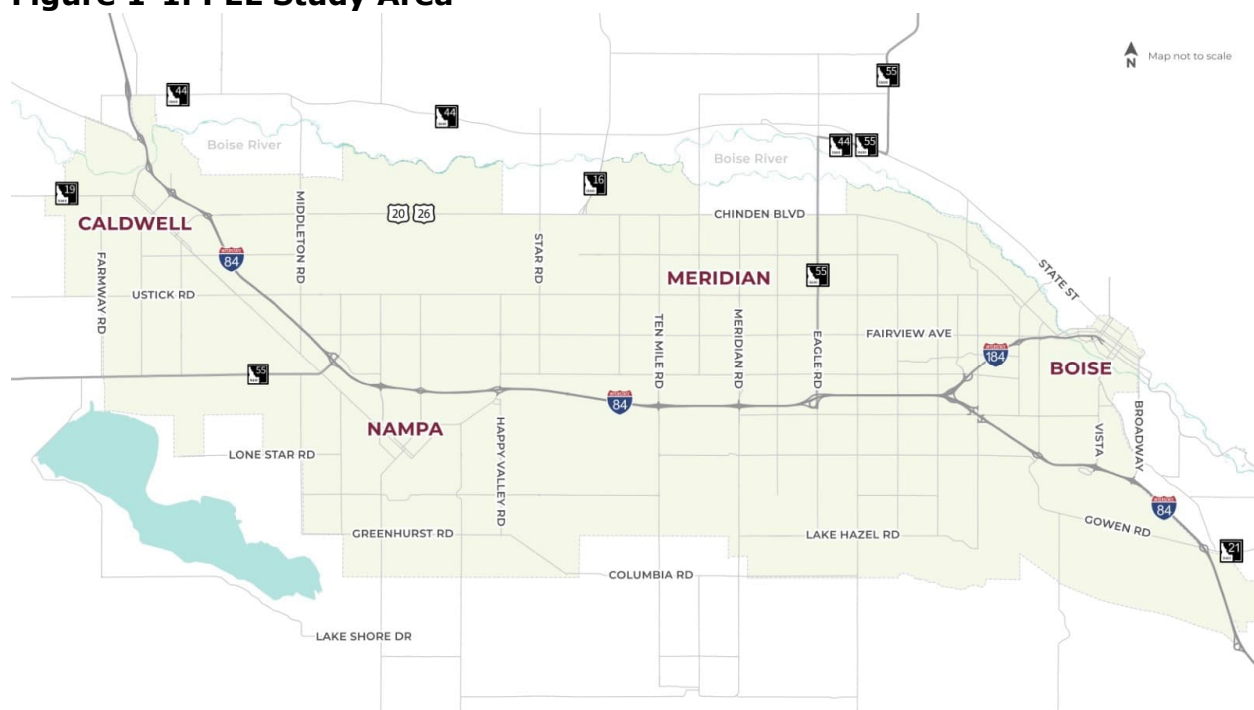 Figure 1-1. PEL Study Area
N
Map not to scale
55
44
44
Boise River
Boise River
44
55
19
16
20
26
CHINDEN BLVD
CALDWELL
MIDDLETON RD
STAR RD
84
MERIDIAN
55
STATE ST
FARMWAY RD
USTICK RD
TEN MILE RD
MERIDIAN RD
EAGLE RD
FAIRVIEW AVE
184
BOISE
55
84
NAMPA
HAPPY VALLEY RD
LONE STAR RD
VISTA
BROADWAY
84
GREENHURST RD
LAKE HAZEL RD
GOWEN RD
21
COLUMBIA RD
LAKE SHORE DR